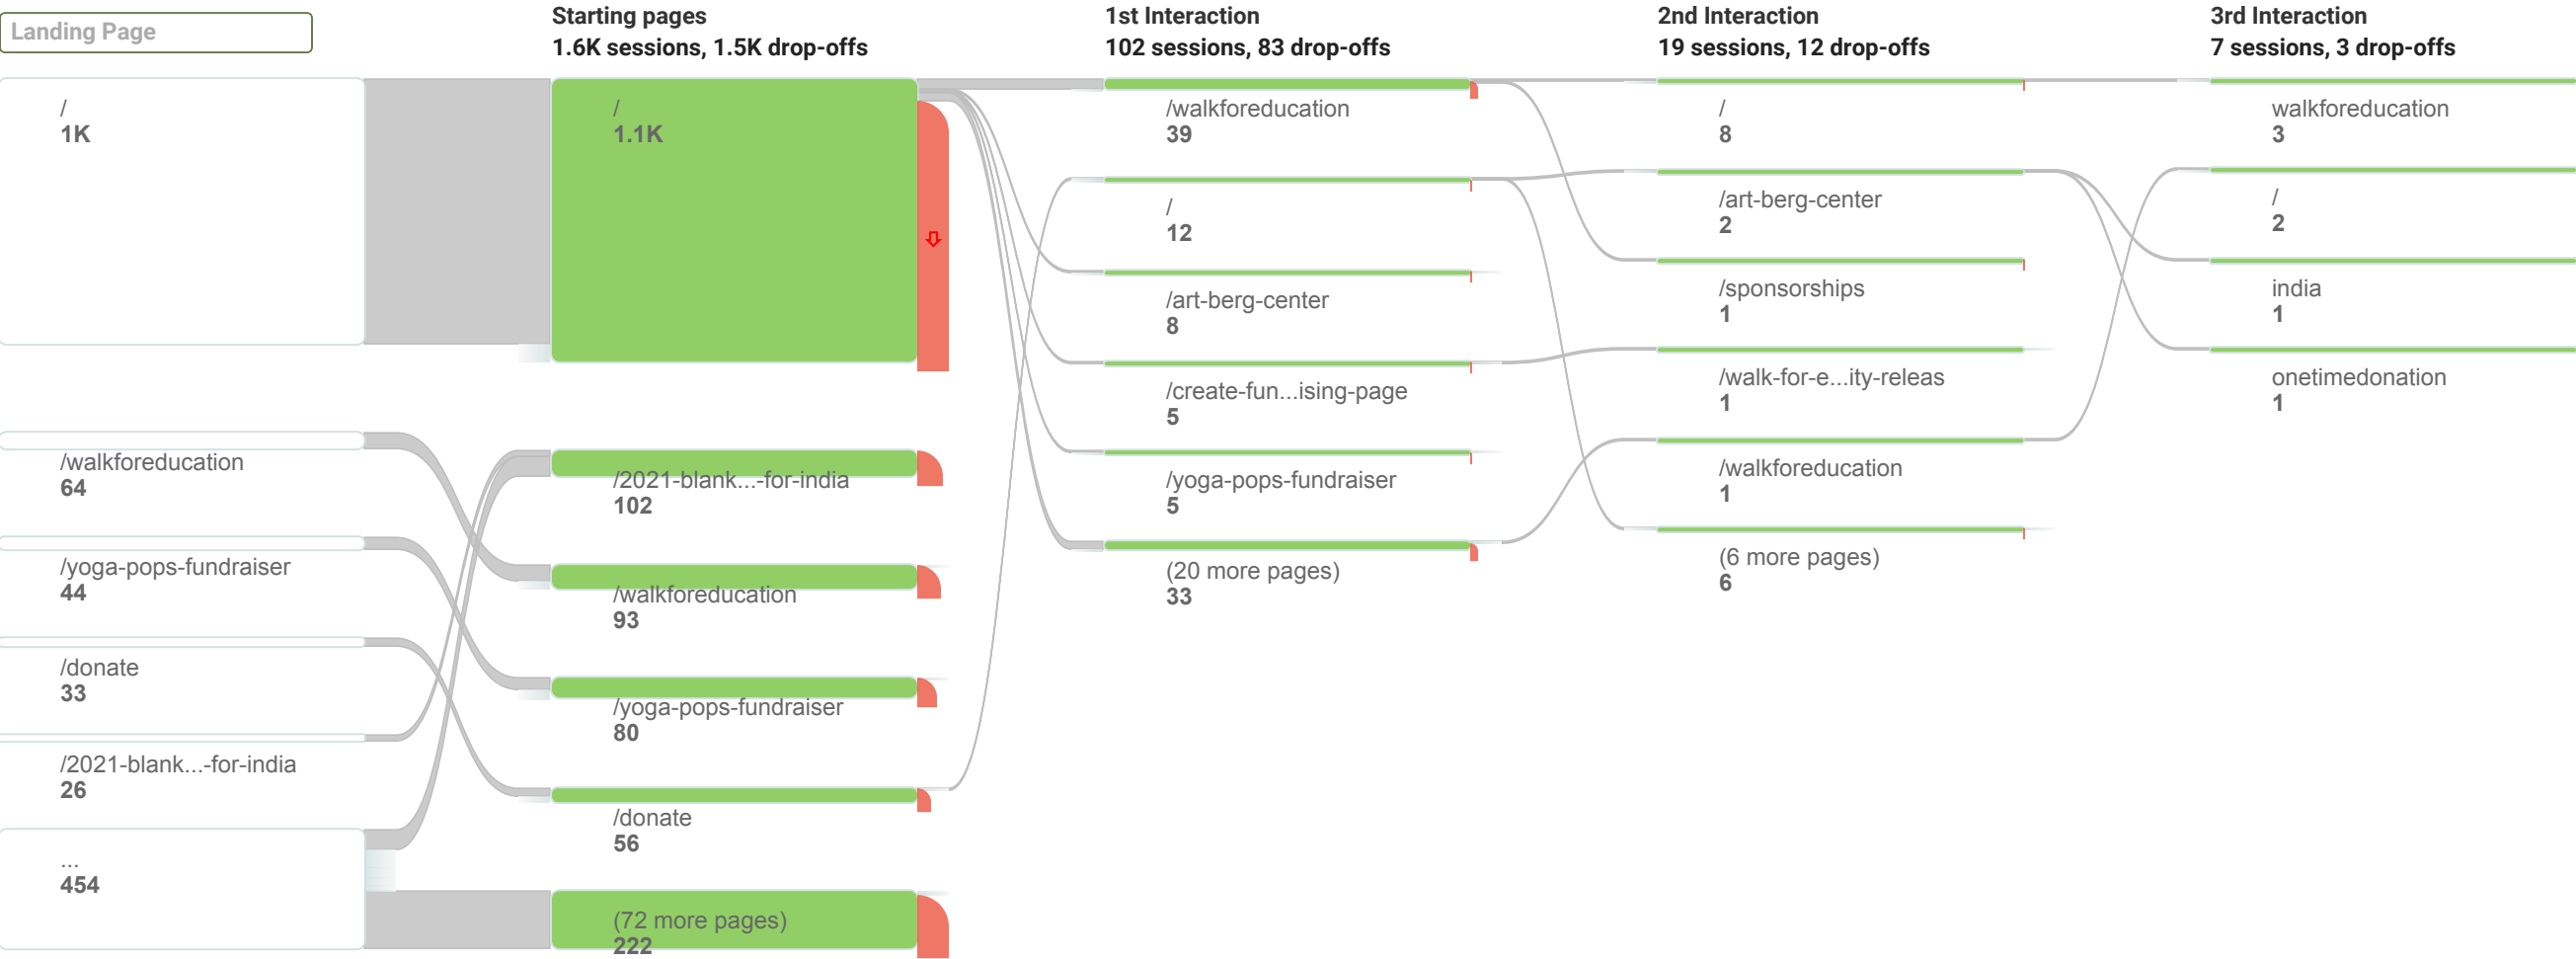 Landing Page
Starting pages
1.6K sessions, 1.5K drop-offs
1st Interaction
102 sessions, 83 drop-offs
2nd Interaction
19 sessions, 12 drop-offs
3rd Interaction
7 sessions, 3 drop-offs
/
1K
/walkforeducation
64
/yoga-pops-fundraiser
44
/donate
33
/2021-blank...-for-india
26
...
454
/
1.1K
/2021-blank...-for-india
102
/walkforeducation
93
/yoga-pops-fundraiser
80
/donate
56
(72 more pages)
222
/walkforeducation
39
/
12
/art-berg-center
8
/create-fun...ising-page
5
/yoga-pops-fundraiser
5
(20 more pages)
33
/
8
/art-berg-center
2
/sponsorships
1
/walk-for-e...ity-releas
1
/walkforeducation
1
(6 more pages)
6
walkforeducation
3
/
2
india
1
onetimedonation
1